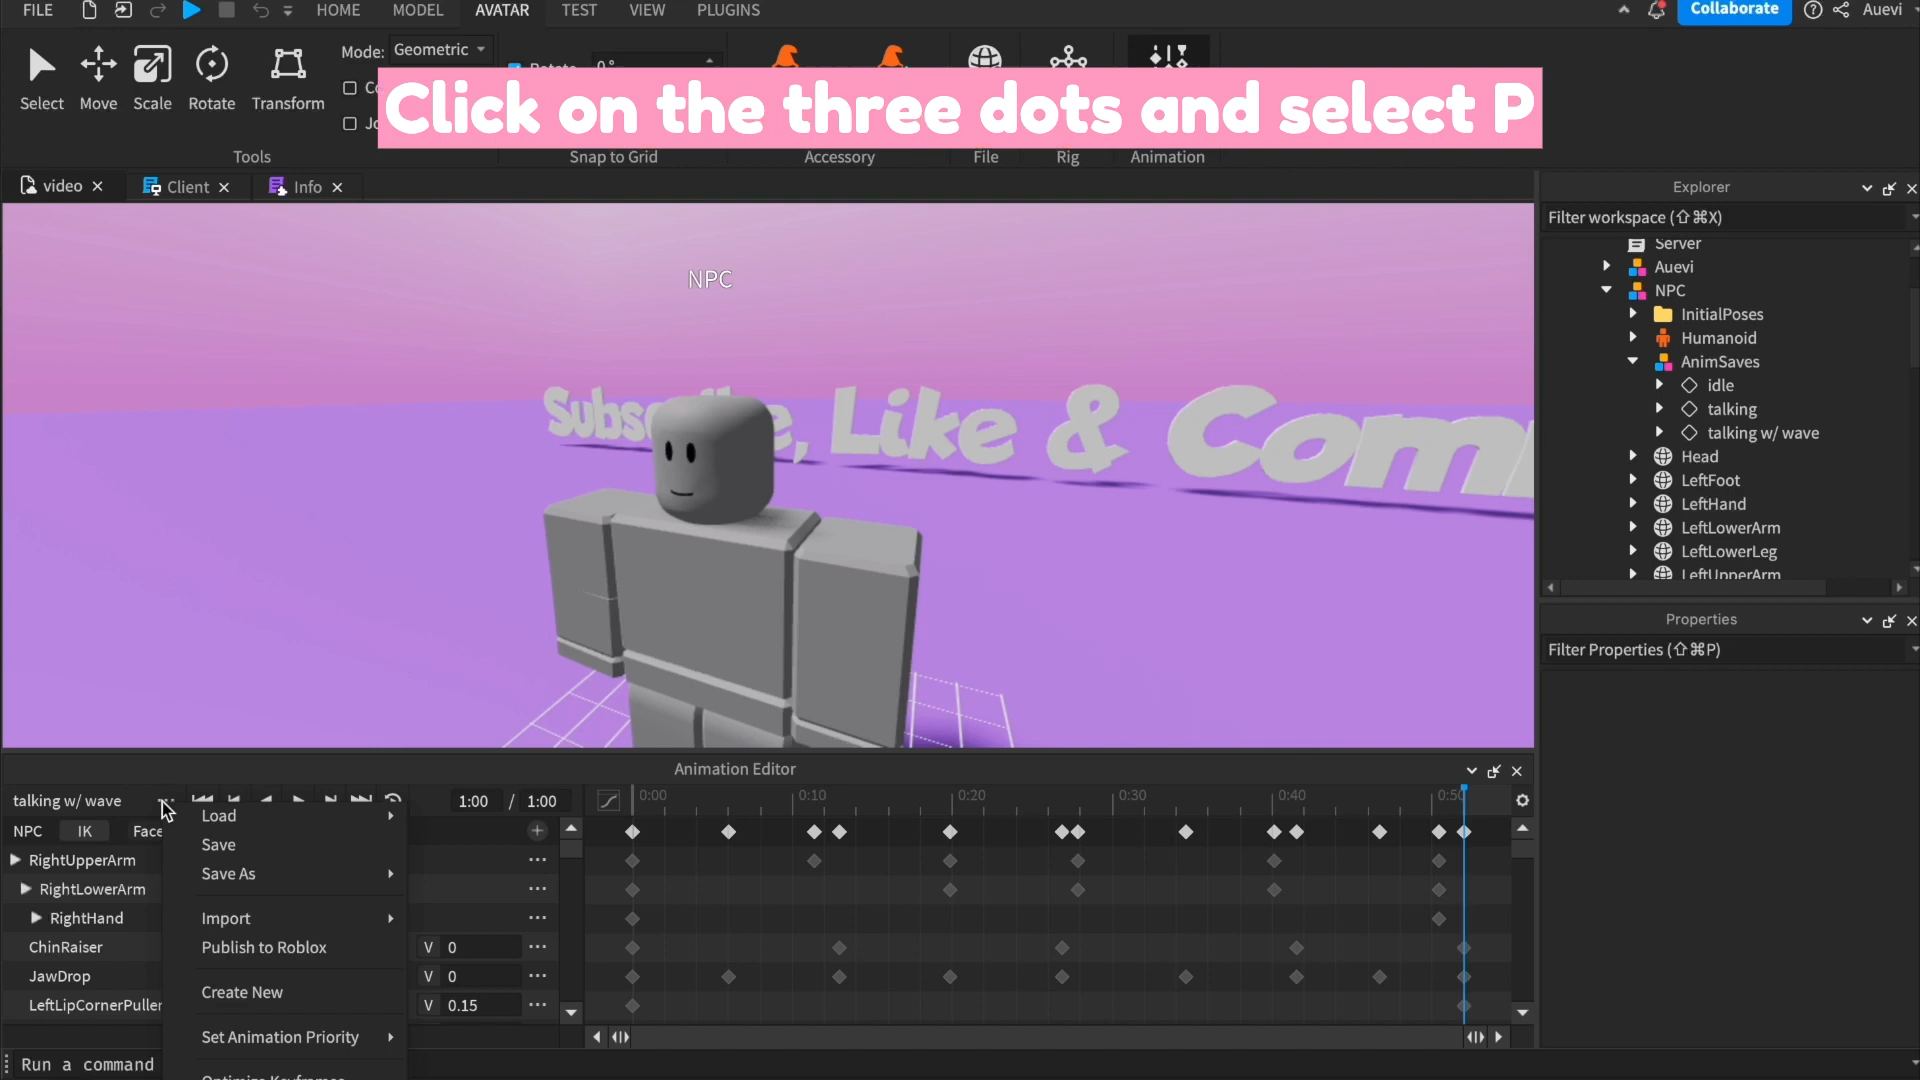 FILE HOME MODEL AVATAR TEST VIEW PLUGINS Collaborate Auevi
Mode: Geometric
Select Move Scale Rotate Transform
Click on the three dots and select P
Tools Snap to Grid Accessory File Rig Animation
video Client Info
Explorer
Filter workspace (⇧⌘X)
Server
Auevi
NPC
InitialPoses
Humanoid
AnimSaves
idle
talking
talking w/ wave
Head
LeftFoot
LeftHand
LeftLowerArm
LeftLowerLeg
LeftUpperArm
NPC
Like & Com
Properties
Filter Properties (⇧⌘P)
Animation Editor
talking w/ wave 1:00 / 1:00 0:00 0:10 0:20 0:30 0:40 0:50
NPC IK Face
RightUpperArm
RightLowerArm
RightHand
ChinRaiser V 0
JawDrop V 0
LeftLipCornerPuller V 0.15
Load
Save
Save As
Import
Publish to Roblox
Create New
Set Animation Priority
Optimize Keyframes
Run a command